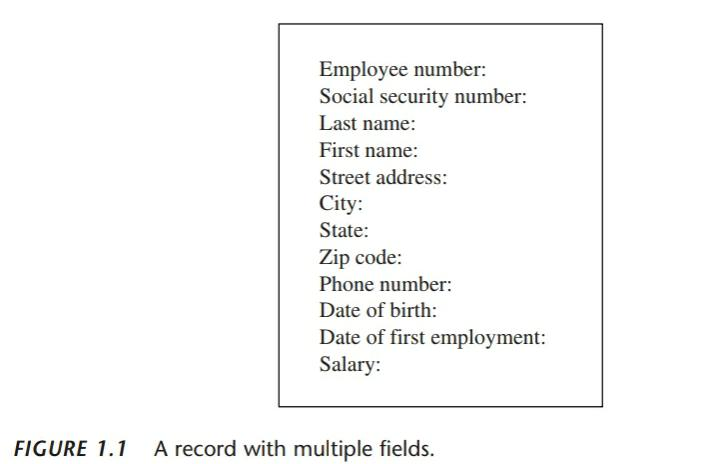 Employee number:
Social security number:
Last name:
First name:
Street address:
City:
State:
Zip code:
Phone number:
Date of birth:
Date of first employment:
Salary:
FIGURE 1.1 A record with multiple fields.